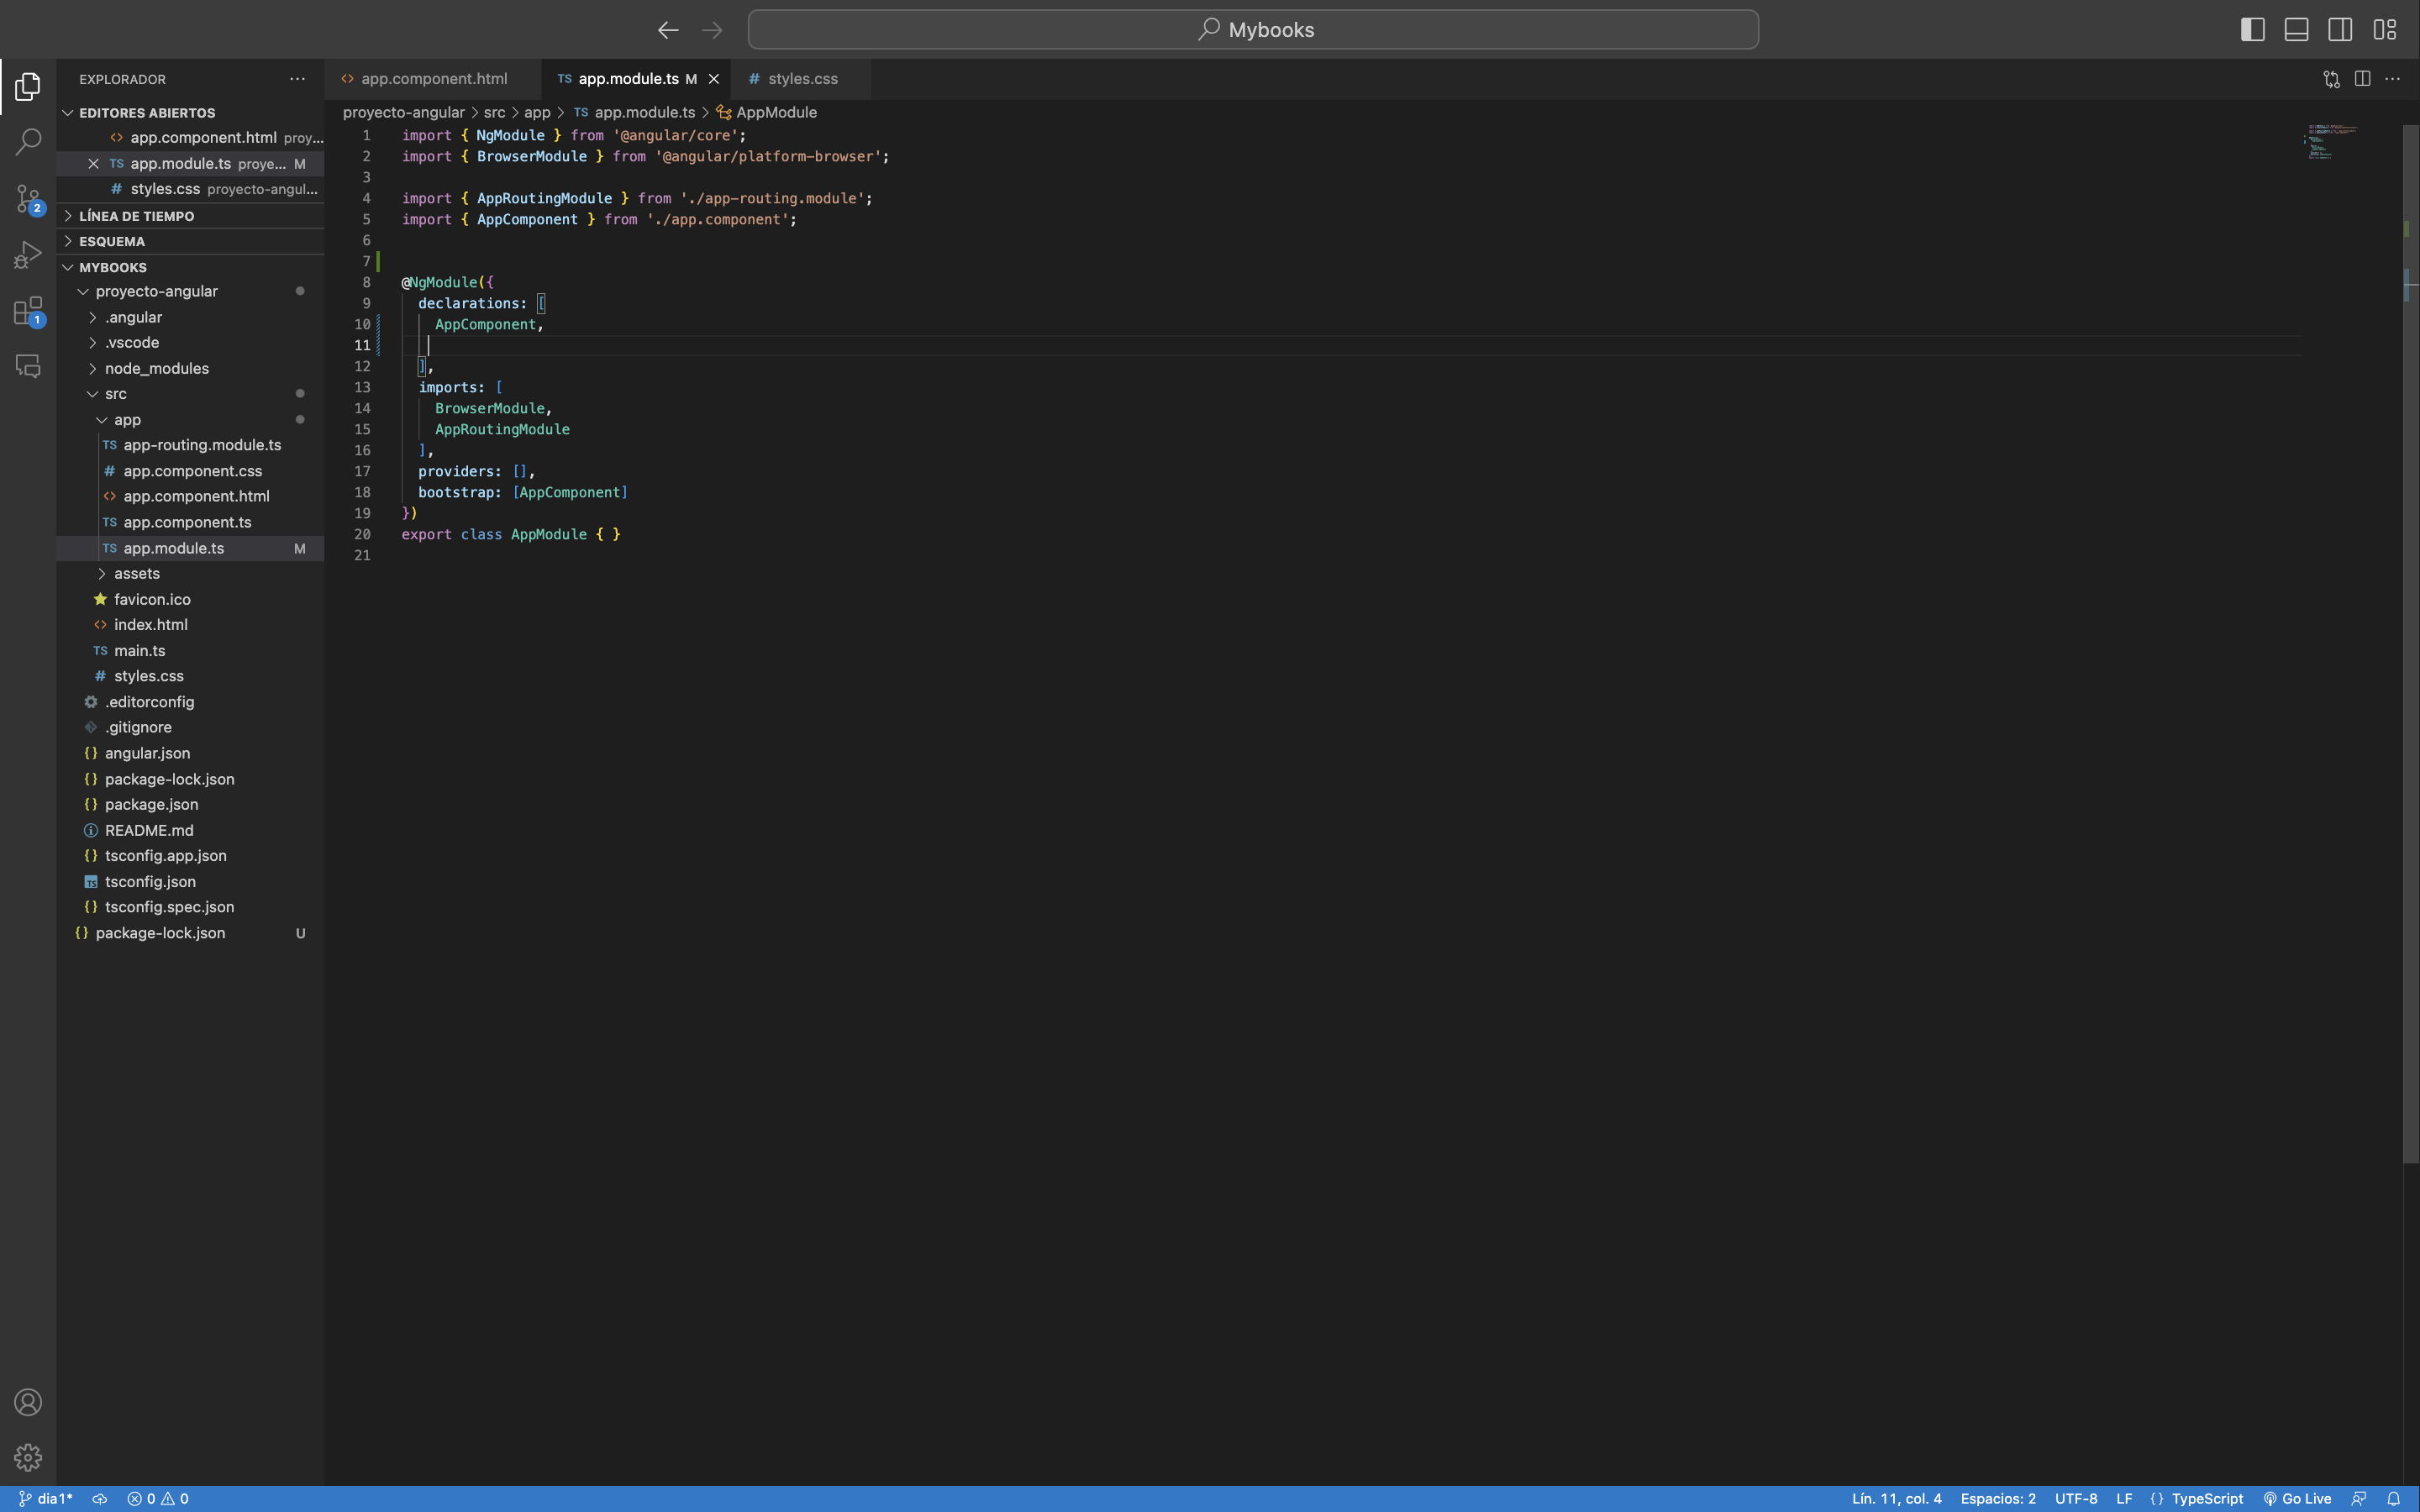 Mybooks
EXPLORADOR
EDITORES ABIERTOS
app.component.html proy...
TS app.module.ts proye... M
# styles.css proyecto-angul...
LÍNEA DE TIEMPO
ESQUEMA
MYBOOKS
proyecto-angular
.angular
.vscode
node_modules
src
app
TS app-routing.module.ts
# app.component.css
<> app.component.html
TS app.component.ts
TS app.module.ts M
assets
favicon.ico
<> index.html
TS main.ts
# styles.css
.editorconfig
.gitignore
{} angular.json
{} package-lock.json
{} package.json
README.md
{} tsconfig.app.json
TS tsconfig.json
{} tsconfig.spec.json
{} package-lock.json U
2
1
<> app.component.html
TS app.module.ts M
# styles.css
proyecto-angular > src > app > TS app.module.ts > AppModule
1 import { NgModule } from '@angular/core';
2 import { BrowserModule } from '@angular/platform-browser';
3
4 import { AppRoutingModule } from './app-routing.module';
5 import { AppComponent } from './app.component';
6
7
8 @NgModule({
9 declarations: [
10 AppComponent,
11
12 ],
13 imports: [
14 BrowserModule,
15 AppRoutingModule
16 ],
17 providers: [],
18 bootstrap: [AppComponent]
19 })
20 export class AppModule { }
21
dia1* 0 0
Lín. 11, col. 4 Espacios: 2 UTF-8 LF {} TypeScript Go Live